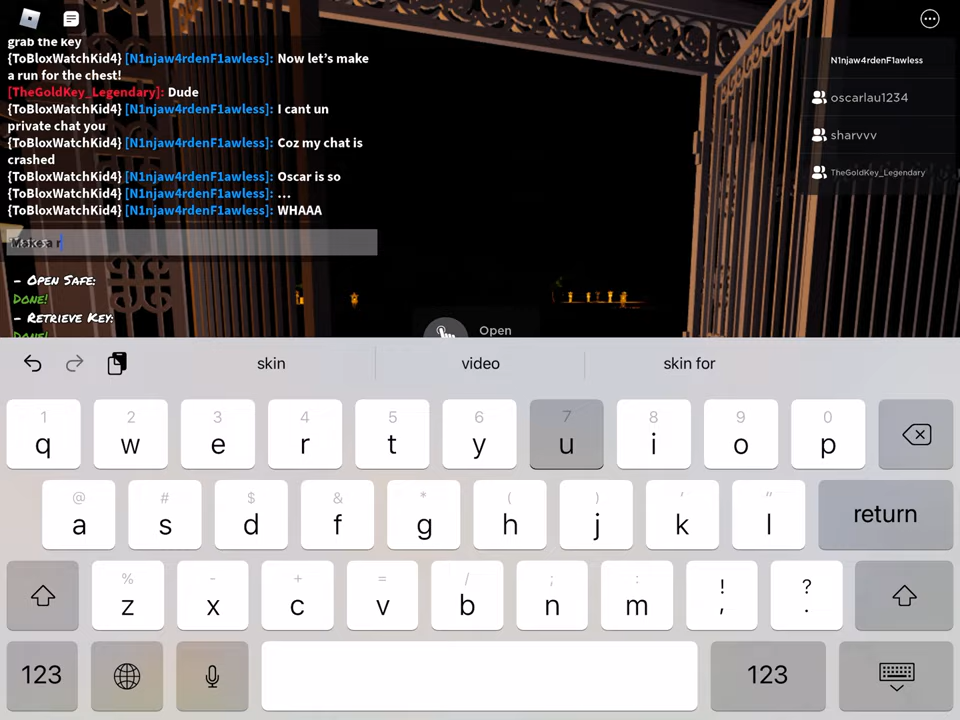 grab the key
{ToBloxWatchKid4} [N1njaw4rdenF1awless]: Now let's make
a run for the chest!
[TheGoldKey_Legendary]: Dude
{ToBloxWatchKid4} [N1njaw4rdenF1awless]: I cant un
private chat you
{ToBloxWatchKid4} [N1njaw4rdenF1awless]: Coz my chat is
crashed
{ToBloxWatchKid4} [N1njaw4rdenF1awless]: Oscar is so
{ToBloxWatchKid4} [N1njaw4rdenF1awless]: ...
{ToBloxWatchKid4} [N1njaw4rdenF1awless]: WHAAA
Make a r
- Open Safe:
Done!
- Retrieve Key:
Done!
N1njaw4rdenF1awless
oscarlau1234
sharvvv
TheGoldKey_Legendary
Open
skin video skin for
1 2 3 4 5 6 7 8 9 0
q w e r t y u i o p
@ # $ & * ( ) ' "
a s d f g h j k l return
% - + = / ; : ! ?
z x c v b n m , .
123 123